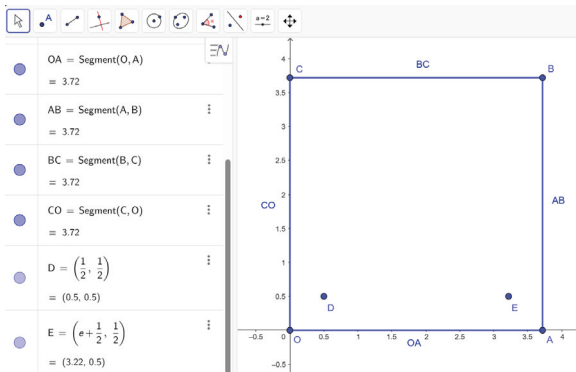 A
a=2
OA = Segment(O, A)
= 3.72
AB = Segment(A, B)
= 3.72
BC = Segment(B, C)
= 3.72
CO = Segment(C, O)
= 3.72
D = (1/2, 1/2)
= (0.5, 0.5)
E = (e + 1/2, 1/2)
= (3.22, 0.5)
4
C
BC
B
3.5
3
2.5
2
CO
AB
1.5
1
0.5
D
E
-0.5
0
O
0.5
1
1.5
2
OA
2.5
3
3.5
A
4
-0.5